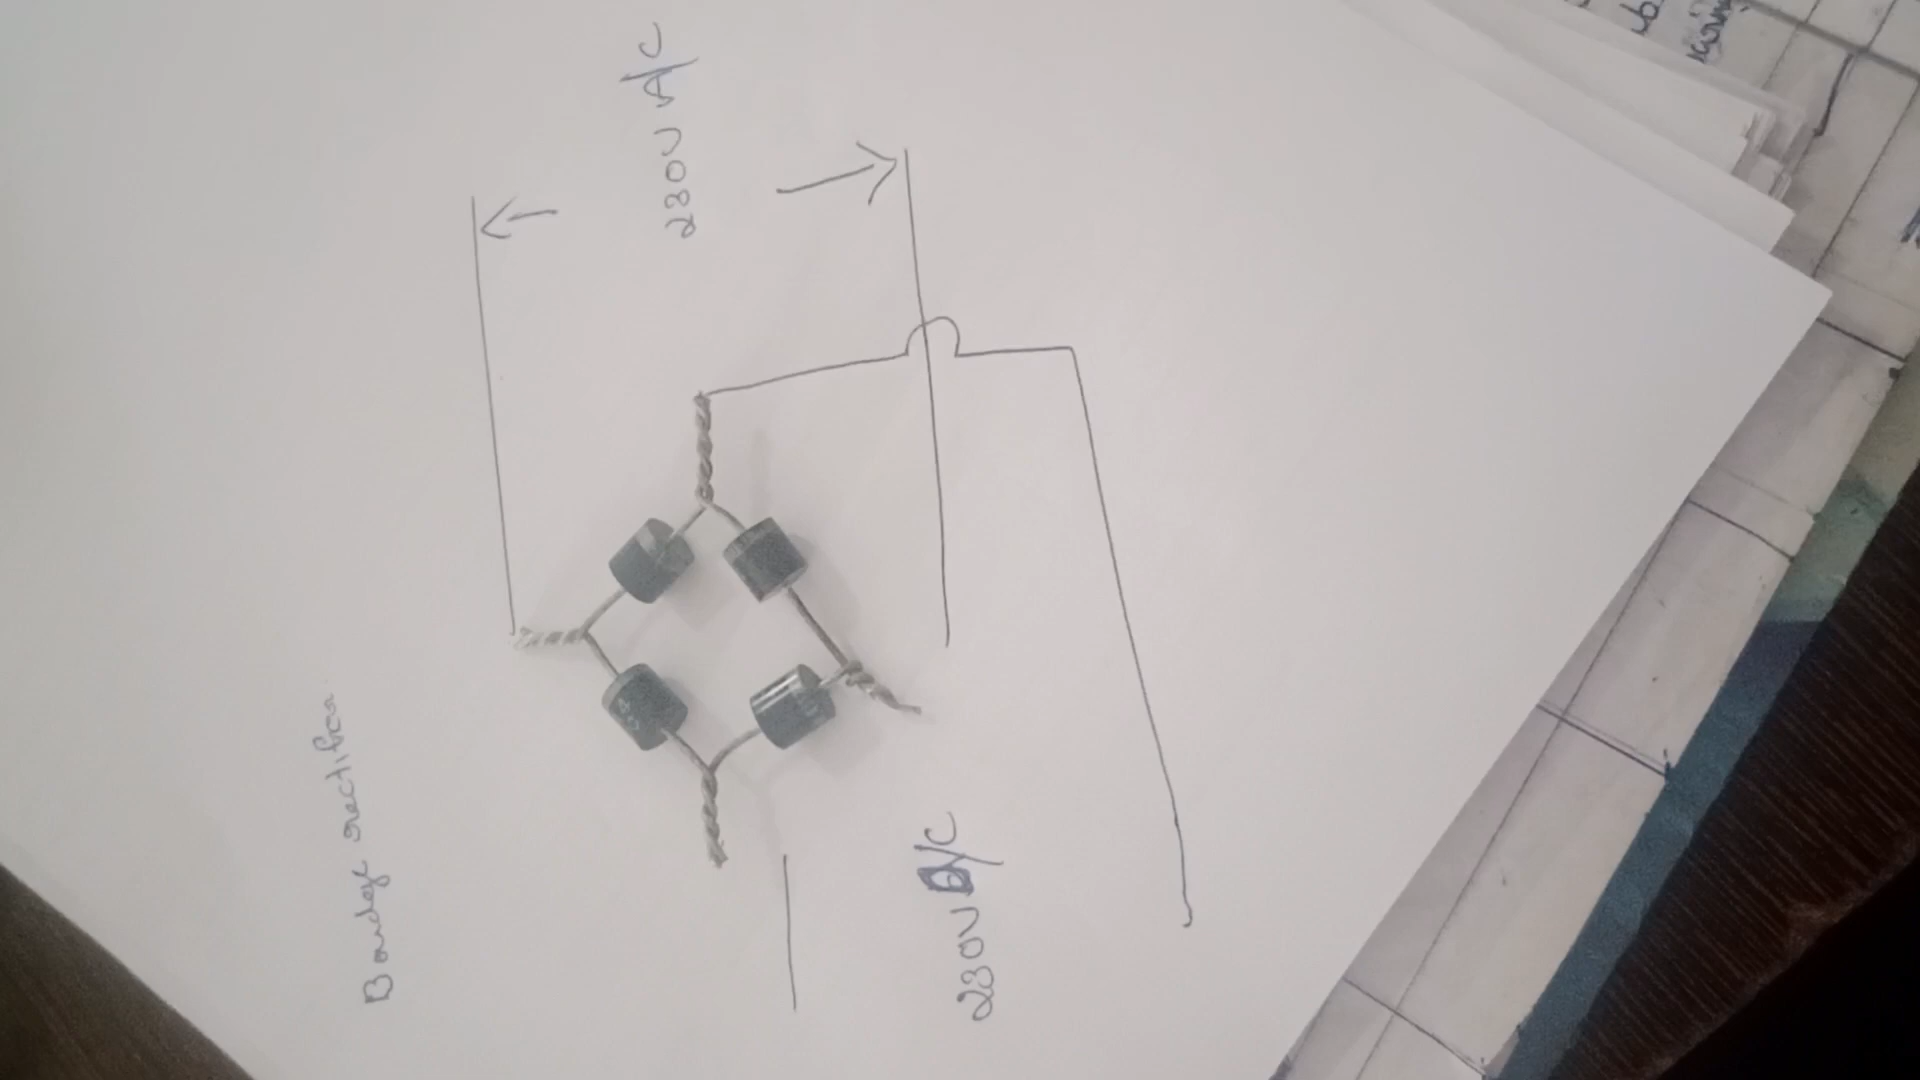 Bridge rectifier
230V A/C
230V D/C